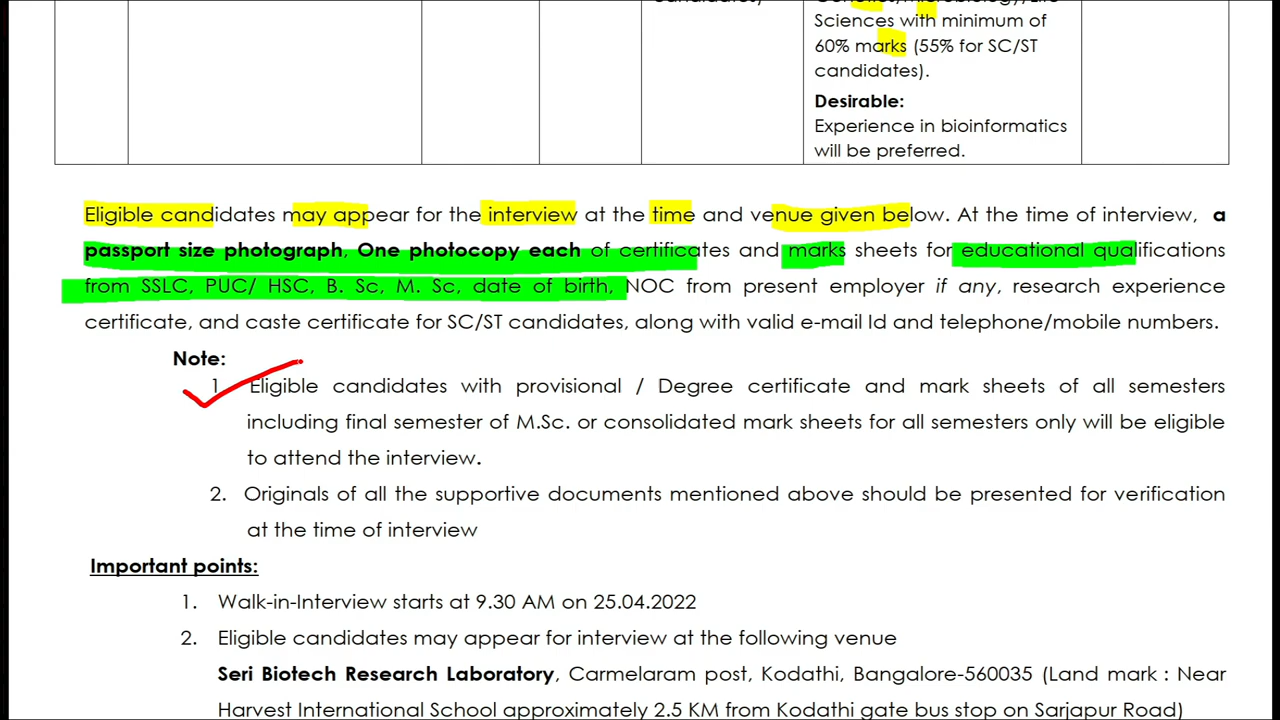 Sciences with minimum of
60% marks (55% for SC/ST
candidates).
Desirable:
Experience in bioinformatics
will be preferred.
Eligible candidates may appear for the interview at the time and venue given below. At the time of interview, a
passport size photograph, One photocopy each of certificates and marks sheets for educational qualifications
from SSLC, PUC/ HSC, B. Sc, M. Sc, date of birth, NOC from present employer if any, research experience
certificate, and caste certificate for SC/ST candidates, along with valid e-mail Id and telephone/mobile numbers.
Note:
1. Eligible candidates with provisional / Degree certificate and mark sheets of all semesters
including final semester of M.Sc. or consolidated mark sheets for all semesters only will be eligible
to attend the interview.
2. Originals of all the supportive documents mentioned above should be presented for verification
at the time of interview
Important points:
1. Walk-in-Interview starts at 9.30 AM on 25.04.2022
2. Eligible candidates may appear for interview at the following venue
Seri Biotech Research Laboratory, Carmelaram post, Kodathi, Bangalore-560035 (Land mark : Near
Harvest International School approximately 2.5 KM from Kodathi gate bus stop on Sarjapur Road)